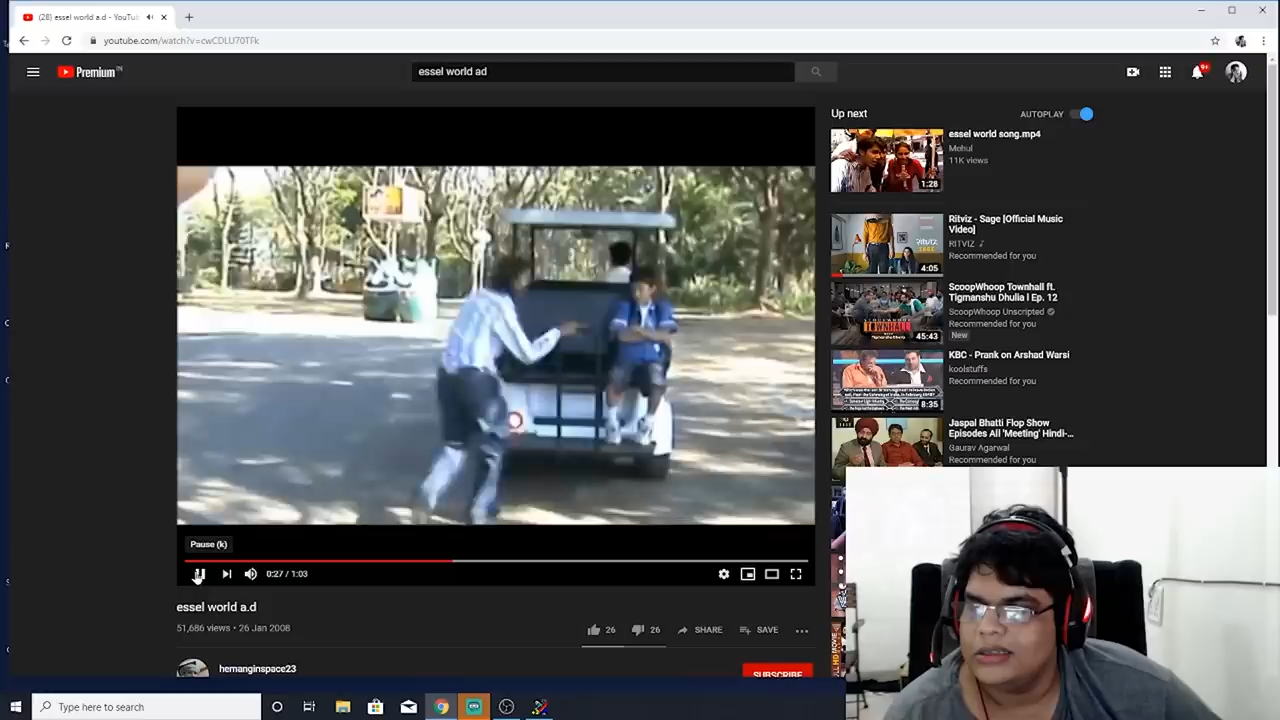 (28) essel world a.d - YouTu
youtube.com/watch?v=cwCDLU70TFk
Premium IN
essel world ad
9+
Up next
AUTOPLAY
essel world song.mp4
Mehul
11K views
1:28
Ritviz - Sage [Official Music
Video]
RITVIZ
Recommended for you
4:05
ScoopWhoop Townhall ft.
Tigmanshu Dhulia l Ep. 12
ScoopWhoop Unscripted
Recommended for you
New
TOWNHALL
45:43
KBC - Prank on Arshad Warsi
koolstuffs
Recommended for you
8:35
Jaspal Bhatti Flop Show
Episodes All 'Meeting' Hindi-...
Gaurav Agarwal
Recommended for you
Pause (k)
0:27 / 1:03
essel world a.d
51,686 views • 26 Jan 2008
26
26
SHARE
SAVE
hemanginspace23
SUBSCRIBE
Type here to search